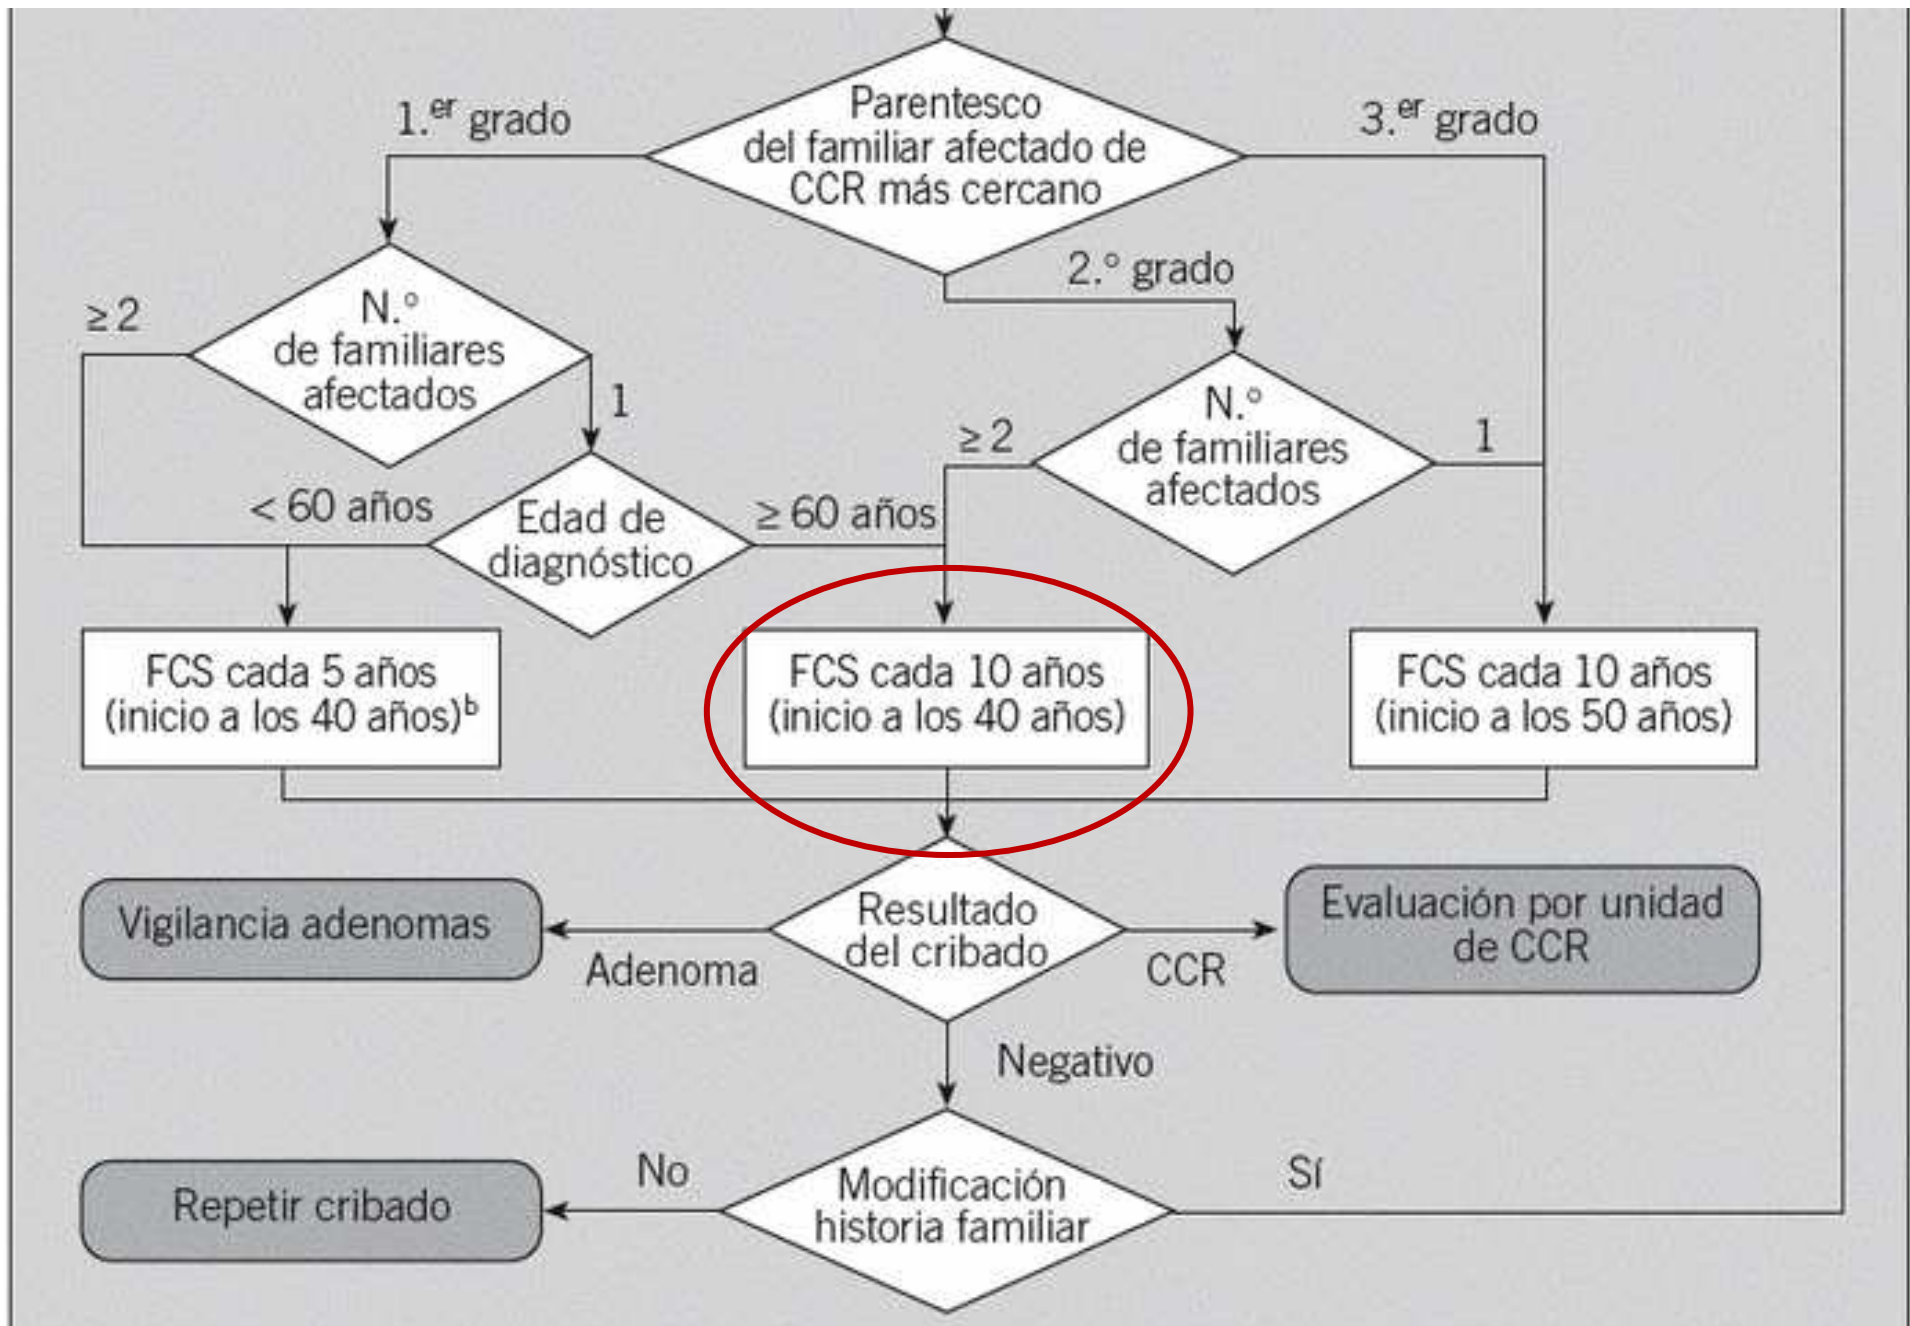 Parentesco
del familiar afectado de
CCR más cercano
1.er grado
3.er grado
2.º grado
N.º
de familiares
afectados
≥ 2
1
N.º
de familiares
afectados
≥ 2
1
Edad de
diagnóstico
< 60 años
≥ 60 años
FCS cada 5 años
(inicio a los 40 años)b
FCS cada 10 años
(inicio a los 40 años)
FCS cada 10 años
(inicio a los 50 años)
Resultado
del cribado
Vigilancia adenomas
Adenoma
CCR
Evaluación por unidad
de CCR
Negativo
Modificación
historia familiar
No
Sí
Repetir cribado